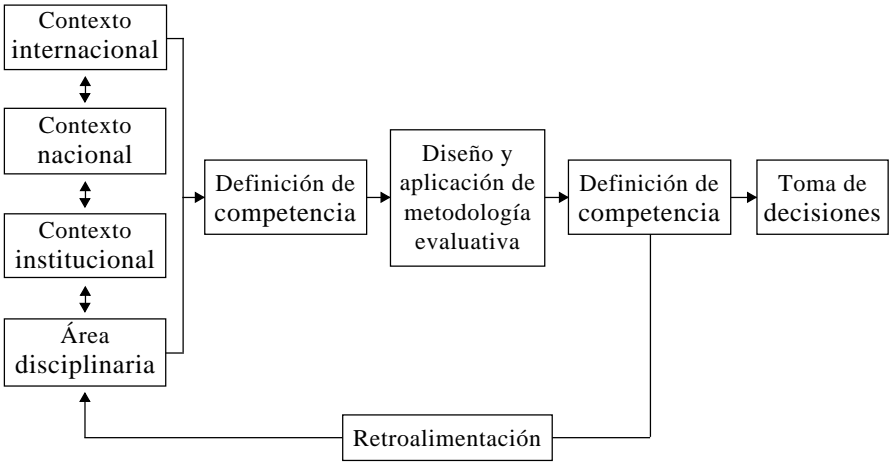 Contexto
internacional
Contexto
nacional
Contexto
institucional
Área
disciplinaria
Definición de
competencia
Diseño y
aplicación de
metodología
evaluativa
Definición de
competencia
Toma de
decisiones
Retroalimentación